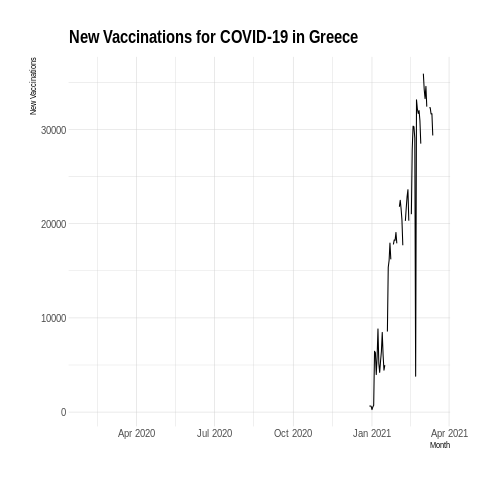 New Vaccinations for COVID-19 in Greece
New Vaccinations
30000
20000
10000
0
Apr 2020 Jul 2020 Oct 2020 Jan 2021 Apr 2021
Month